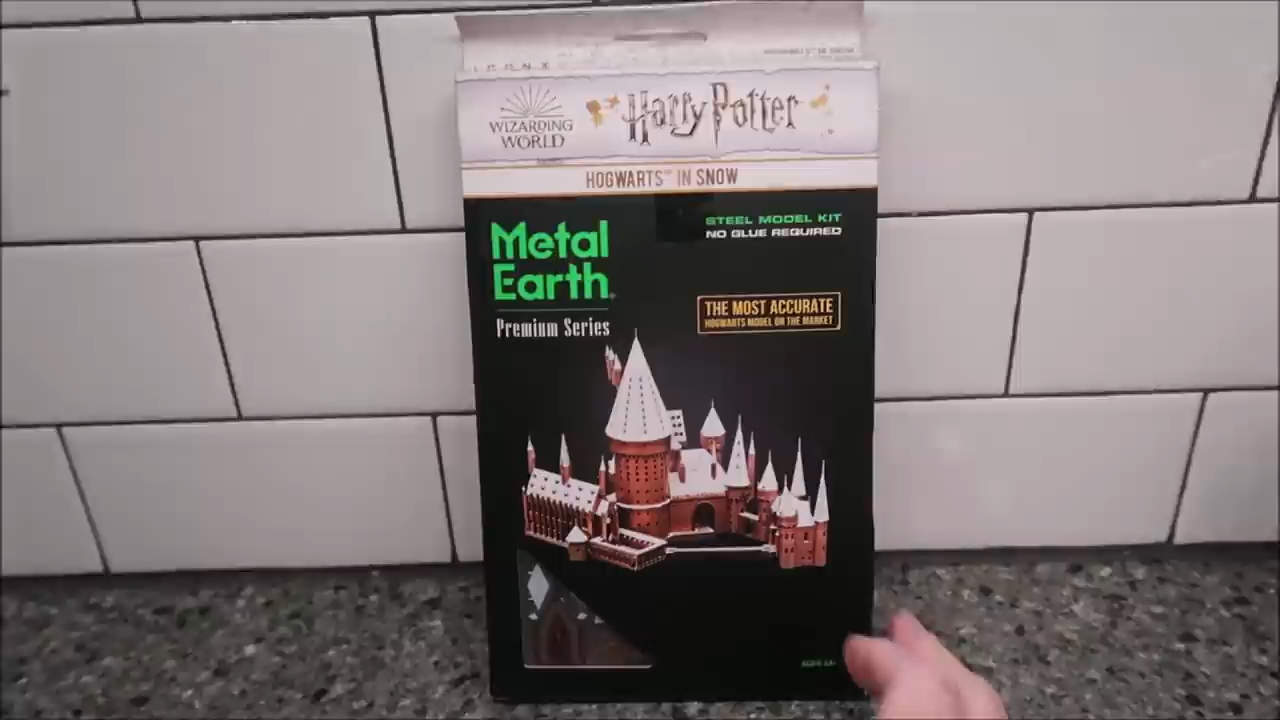 ICONX
WIZARDING
WORLD
Harry Potter
HOGWARTS™ IN SNOW
Metal
Earth
Premium Series
STEEL MODEL KIT
NO GLUE REQUIRED
THE MOST ACCURATE
HOGWARTS MODEL ON THE MARKET